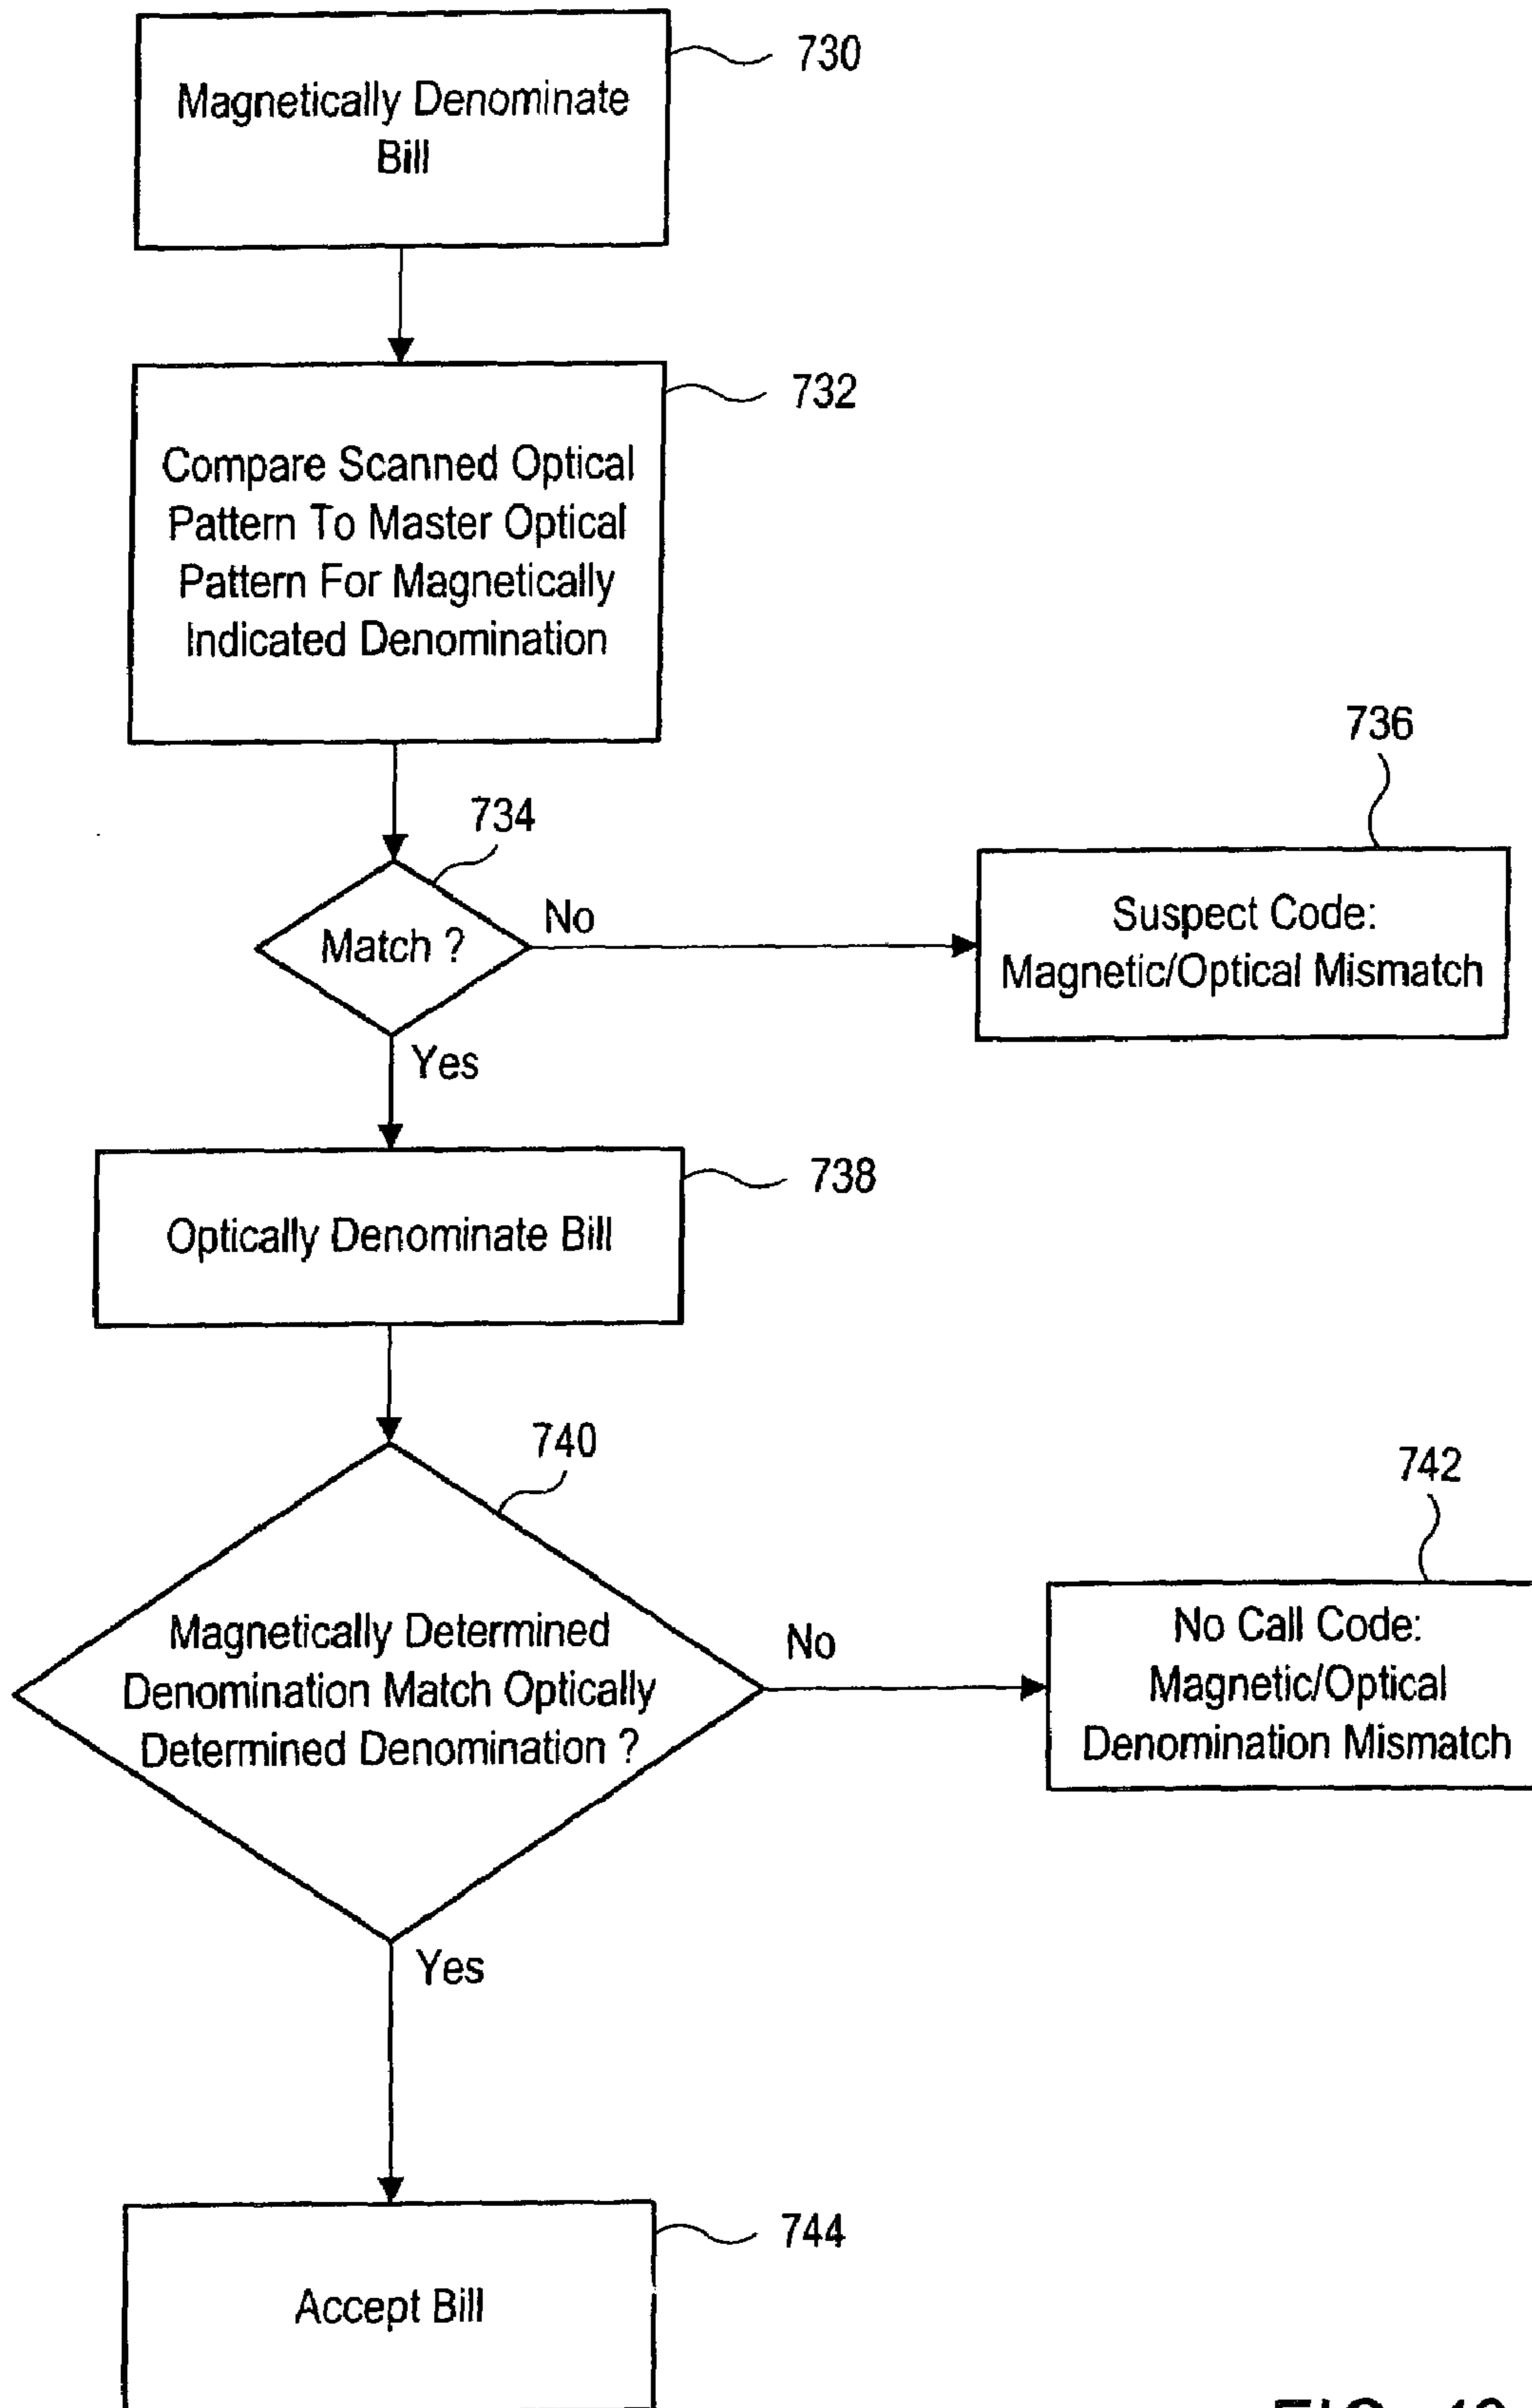 730
Magnetically Denominate
Bill
732
Compare Scanned Optical
Pattern To Master Optical
Pattern For Magnetically
Indicated Denomination
734
Match ?
No
736
Suspect Code:
Magnetic/Optical Mismatch
Yes
738
Optically Denominate Bill
740
Magnetically Determined
Denomination Match Optically
Determined Denomination ?
No
742
No Call Code:
Magnetic/Optical
Denomination Mismatch
Yes
744
Accept Bill